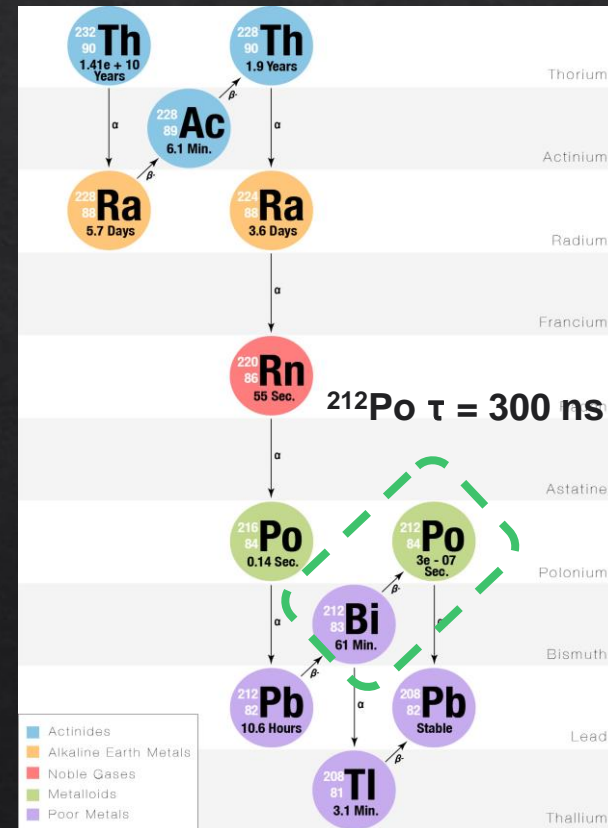 232
90 Th
1.41e + 10
Years
228
90 Th
1.9 Years
Thorium
α
β-
228
89 Ac
6.1 Min.
β-
α
Actinium
228
88 Ra
5.7 Days
224
88 Ra
3.6 Days
Radium
α
Francium
220
86 Rn
55 Sec.
²¹²Po τ = 300 ns
α
Astatine
216
84 Po
0.14 Sec.
212
84 Po
3e - 07
Sec.
Polonium
α
β-
212
83 Bi
61 Min.
β-
α
Bismuth
212
82 Pb
10.6 Hours
α
208
82 Pb
Stable
Lead
β-
208
81 Tl
3.1 Min.
Thallium
Actinides
Alkaline Earth Metals
Noble Gases
Metalloids
Poor Metals